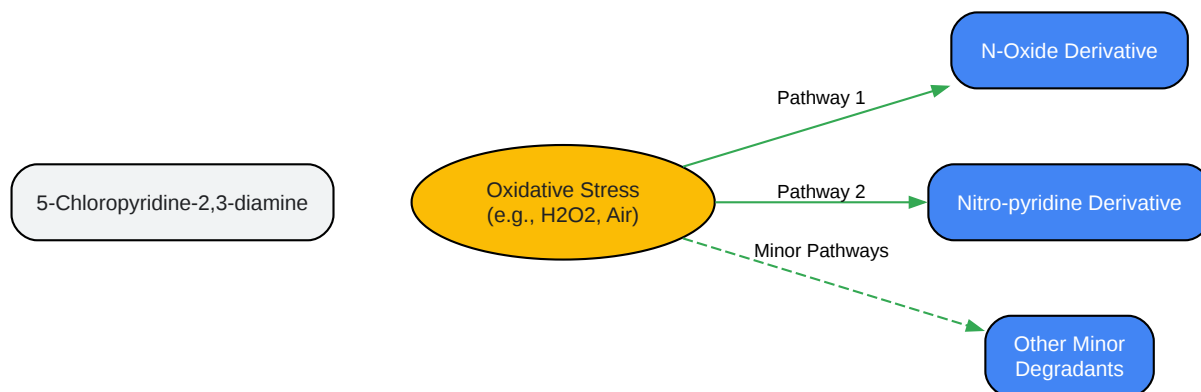 N-Oxide Derivative
Pathway 1
5-Chloropyridine-2,3-diamine
Oxidative Stress
(e.g., H2O2, Air)
Pathway 2
Nitro-pyridine Derivative
Minor Pathways
Other Minor
Degradants